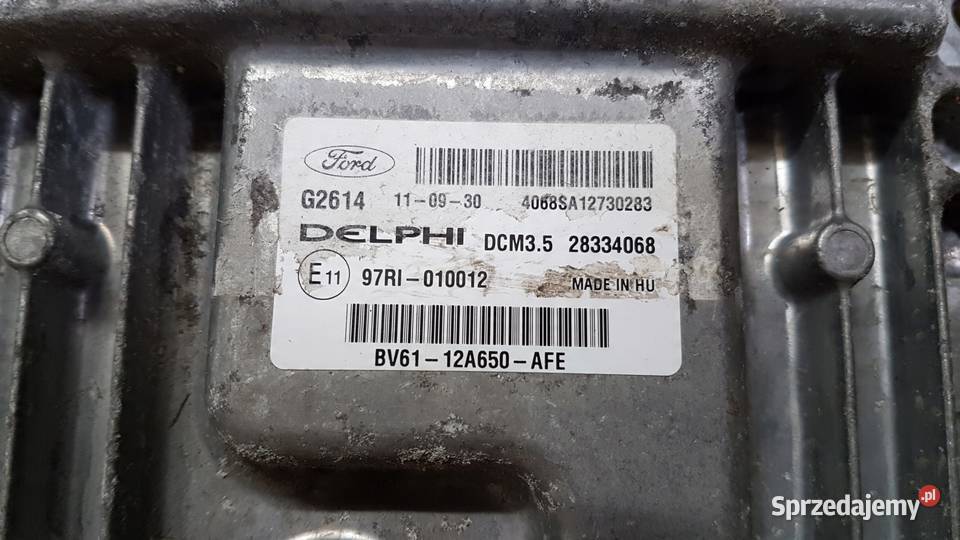 Ford
G2614 11-09-30 4068SA12730283
DELPHI DCM3.5 28334068
E11 97RI-010012 MADE IN HU
BV61-12A650-AFE
Sprzedajemy.pl